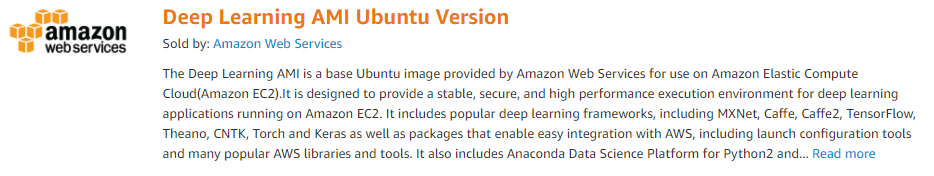 amazon
webservices
Deep Learning AMI Ubuntu Version
Sold by: Amazon Web Services
The Deep Learning AMI is a base Ubuntu image provided by Amazon Web Services for use on Amazon Elastic Compute
Cloud(Amazon EC2).It is designed to provide a stable, secure, and high performance execution environment for deep learning
applications running on Amazon EC2. It includes popular deep learning frameworks, including MXNet, Caffe, Caffe2, TensorFlow,
Theano, CNTK, Torch and Keras as well as packages that enable easy integration with AWS, including launch configuration tools
and many popular AWS libraries and tools. It also includes Anaconda Data Science Platform for Python2 and... Read more